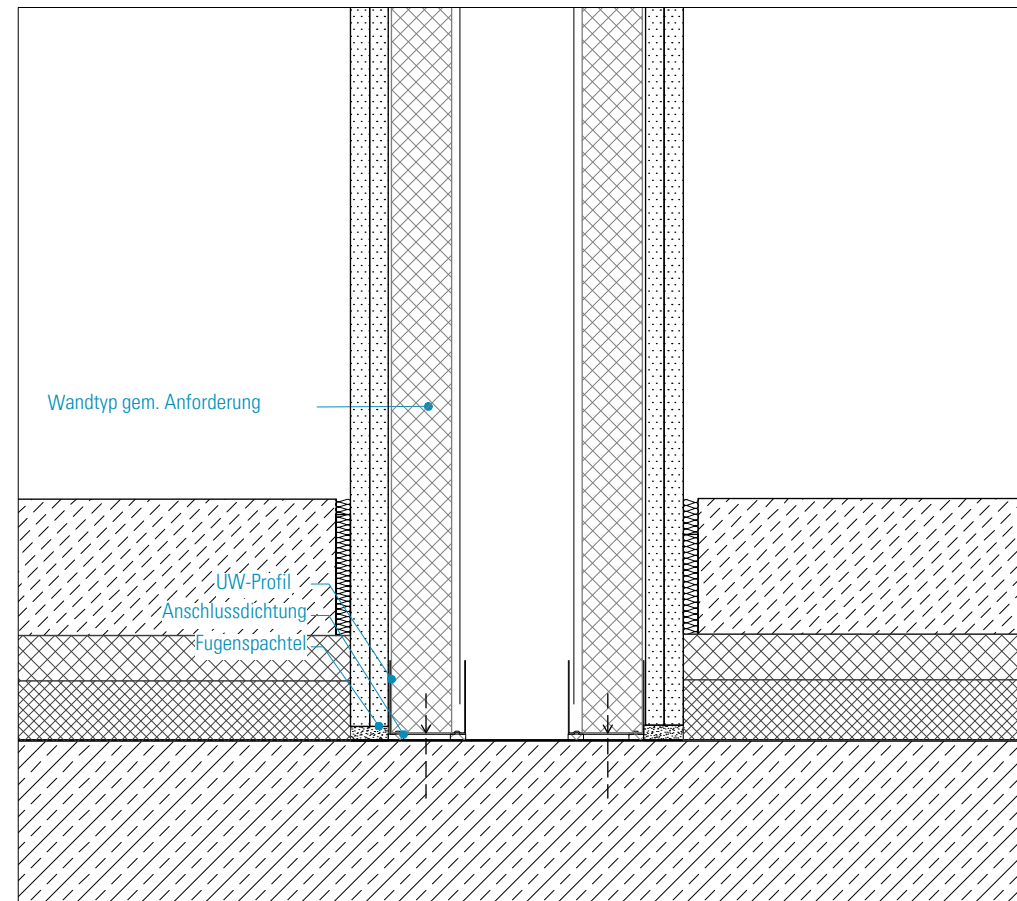 Wandtyp gem. Anforderung
UW-Profil
Anschlussdichtung
Fugenspachtel